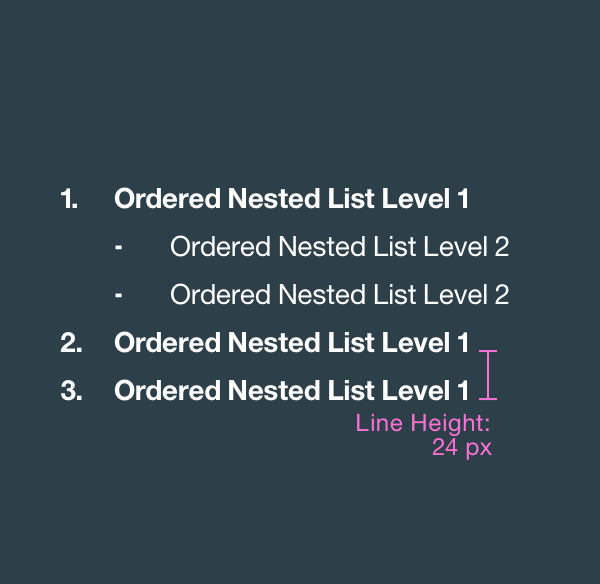 1. Ordered Nested List Level 1
- Ordered Nested List Level 2
- Ordered Nested List Level 2
2. Ordered Nested List Level 1
3. Ordered Nested List Level 1
Line Height:
24 px